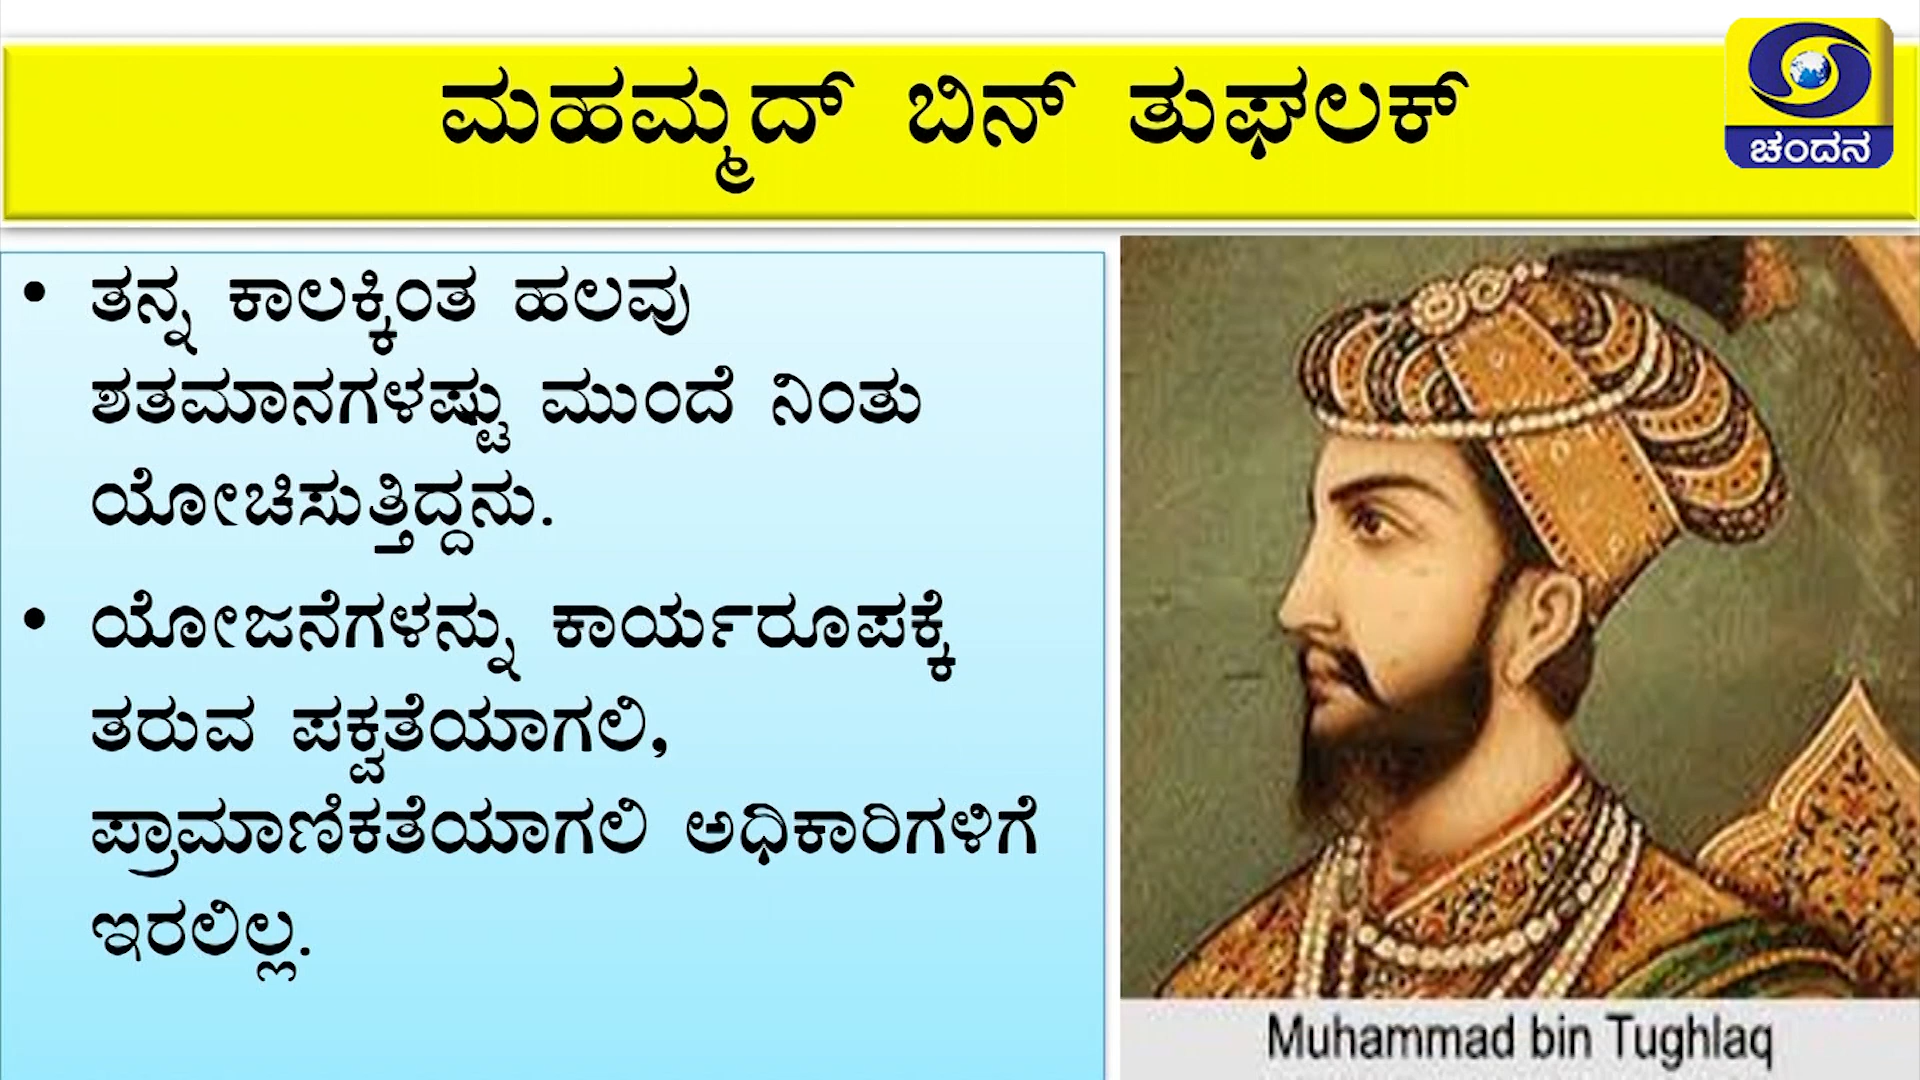 ಮಹಮ್ಮದ್ ಬಿನ್ ತುಘಲಕ್
ಚಂದನ
• ತನ್ನ ಕಾಲಕ್ಕಿಂತ ಹಲವು
ಶತಮಾನಗಳಷ್ಟು ಮುಂದೆ ನಿಂತು
ಯೋಚಿಸುತ್ತಿದ್ದನು.
• ಯೋಜನೆಗಳನ್ನು ಕಾರ್ಯರೂಪಕ್ಕೆ
ತರುವ ಪಕ್ವತೆಯಾಗಲಿ,
ಪ್ರಾಮಾಣಿಕತೆಯಾಗಲಿ ಅಧಿಕಾರಿಗಳಿಗೆ
ಇರಲಿಲ್ಲ.
Muhammad bin Tughlaq